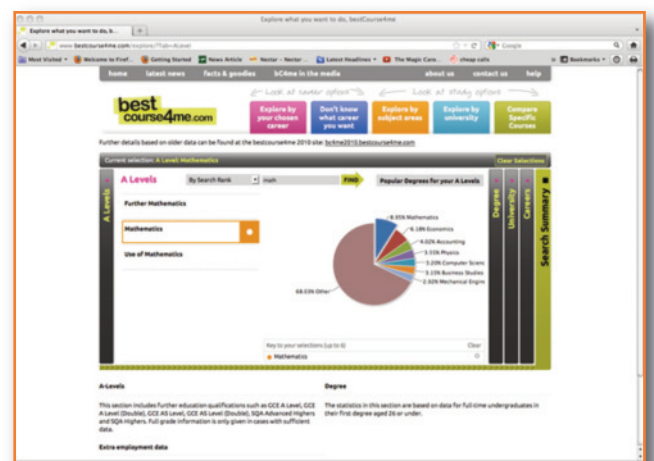 Explore what you want to do, bestCourse4me
Explore what you want to do, b...
www.bestcourse4me.com/explore/?Tab=ALevel
Google
Most Visited
Welcome to Firef...
Getting Started
News Article
Nectar - Nectar ...
Latest Headlines
The Magic Care...
cheap calls
Bookmarks
home
latest news
facts & goodies
bC4me in the media
about us
contact us
help
Look at career options
Look at study options
best
course4me.com
Explore by your chosen career
Don't know what career you want
Explore by subject areas
Explore by university
Compare Specific Courses
Further details based on older data can be found at the bestcourse4me 2010 site: bc4me2010.bestcourse4me.com
Current selection: A Level: Mathematics
Clear Selections
A Levels
A Levels
By Search Rank
math
FIND
Popular Degrees for your A Levels
Further Mathematics
Mathematics
Use of Mathematics
8.95% Mathematics
6.18% Economics
4.02% Accounting
3.55% Physics
3.20% Computer Scienc
3.15% Business Studies
2.92% Mechanical Engine
68.03% Other
Degree
University
Careers
Search Summary
Key to your selections (up to 6)
Clear
Mathematics
A-Levels
This section includes further education qualifications such as GCE A Level, GCE
A Level (Double), GCE AS Level, GCE AS Level (Double), SQA Advanced Highers
and SQA Highers. Full grade information is only given in cases with sufficient
data.
Extra employment data
Degree
The statistics in this section are based on data for full-time undergraduates in
their first degree aged 26 or under.